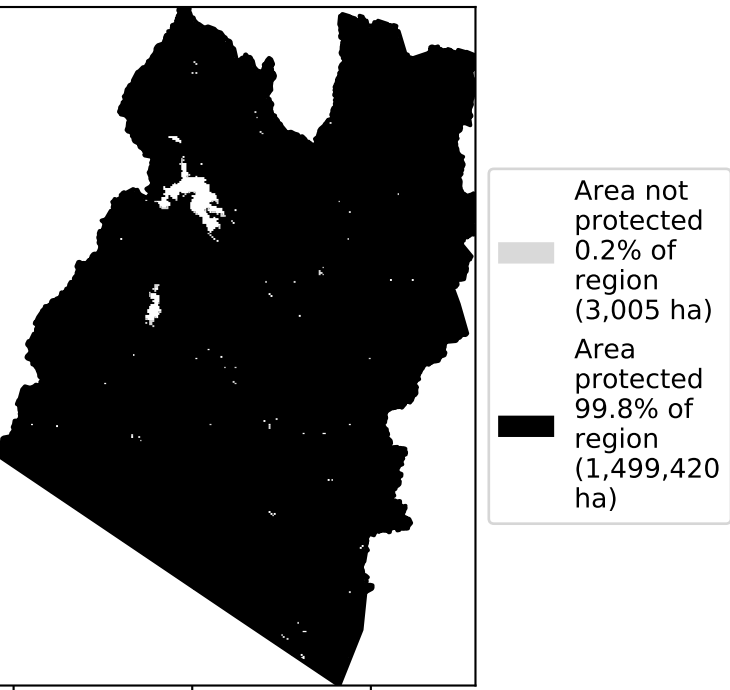 Area not
protected
0.2% of
region
(3,005 ha)
Area
protected
99.8% of
region
(1,499,420
ha)